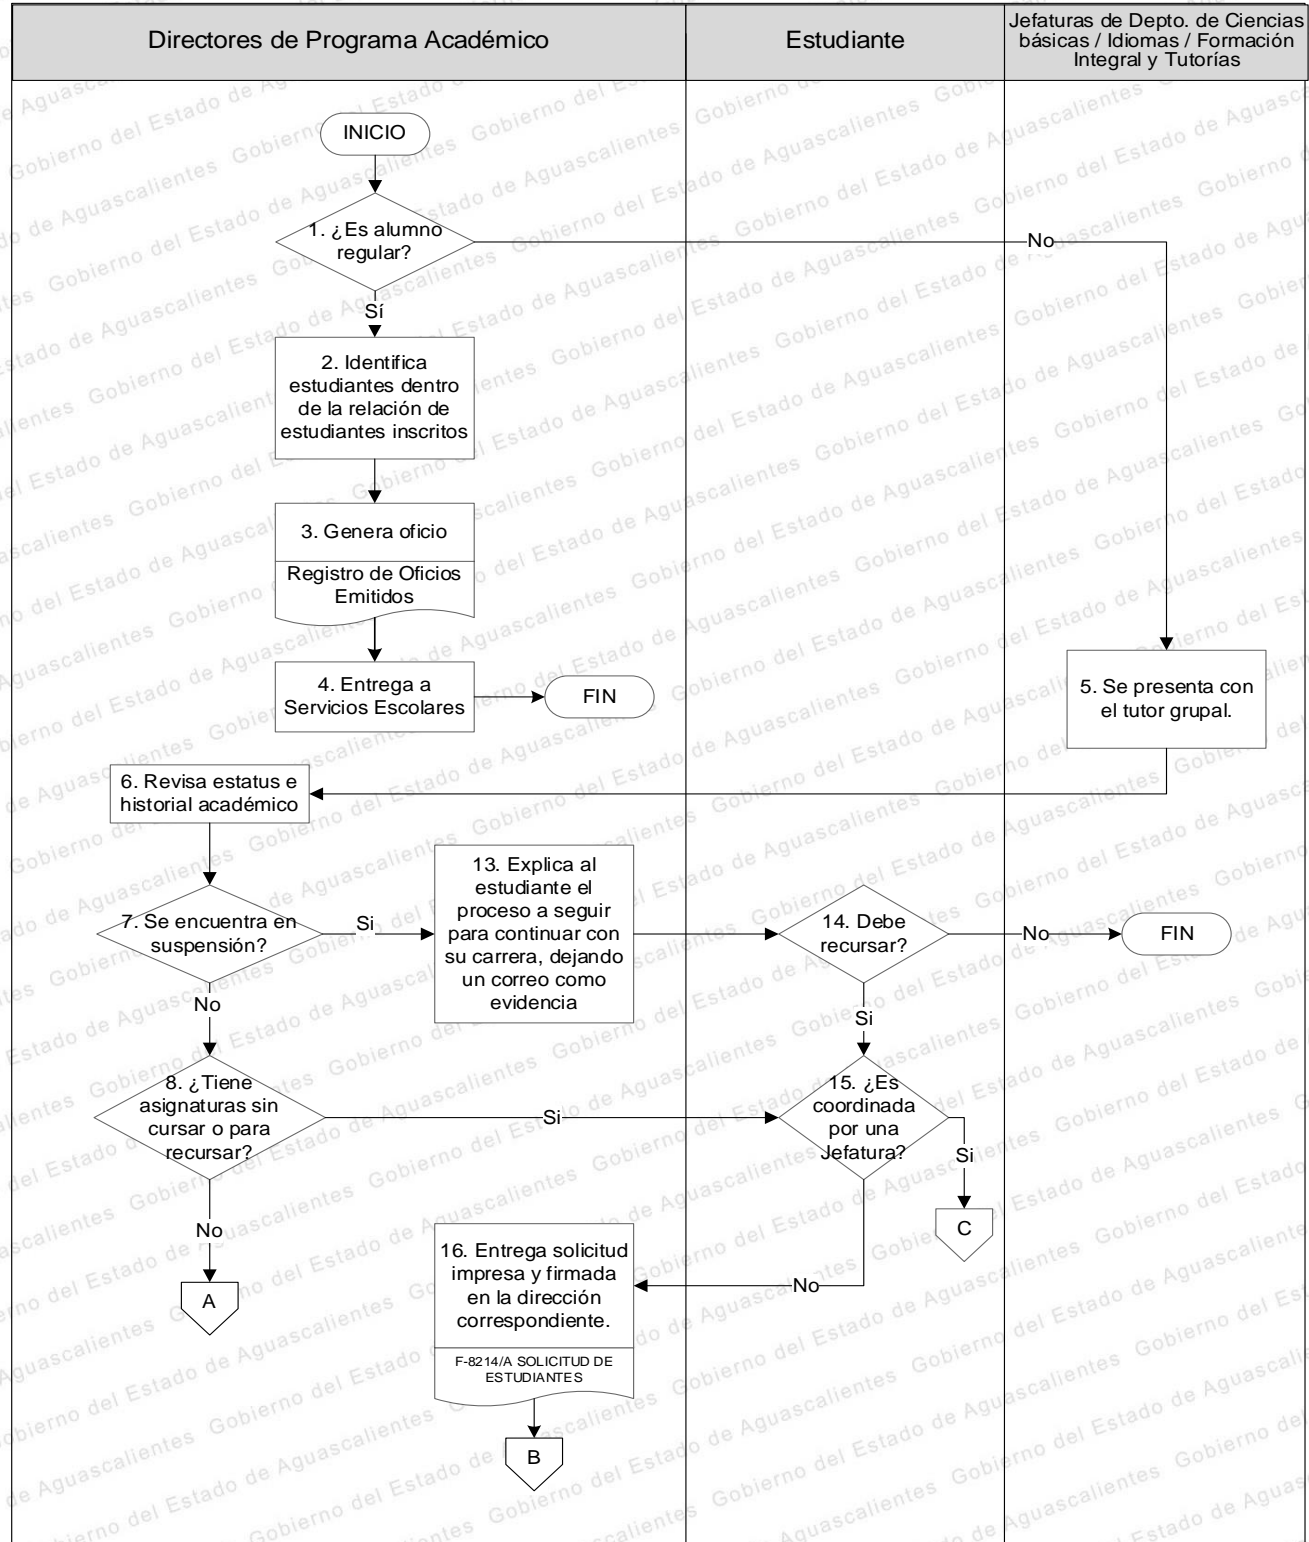 Directores de Programa Académico
Estudiante
Jefaturas de Depto. de Ciencias
básicas / Idiomas / Formación
Integral y Tutorías
INICIO
1. ¿Es alumno
regular?
No
Sí
2. Identifica
estudiantes dentro
de la relación de
estudiantes inscritos
3. Genera oficio
Registro de Oficios
Emitidos
4. Entrega a
Servicios Escolares
FIN
5. Se presenta con
el tutor grupal.
6. Revisa estatus e
historial académico
7. Se encuentra en
suspensión?
Si
13. Explica al
estudiante el
proceso a seguir
para continuar con
su carrera, dejando
un correo como
evidencia
14. Debe
recursar?
No
FIN
No
Si
8. ¿Tiene
asignaturas sin
cursar o para
recursar?
Si
15. ¿Es
coordinada
por una
Jefatura?
Si
C
No
A
16. Entrega solicitud
impresa y firmada
en la dirección
correspondiente.
No
F-8214/A SOLICITUD DE
ESTUDIANTES
B
Gobierno del Estado de Aguascalientes